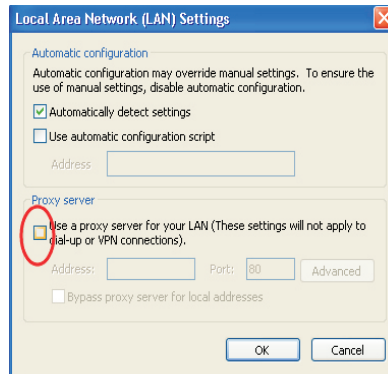 Local Area Network (LAN) Settings
Automatic configuration
Automatic configuration may override manual settings. To ensure the
use of manual settings, disable automatic configuration.
Automatically detect settings
Use automatic configuration script
Address
Proxy server
Use a proxy server for your LAN (These settings will not apply to
dial-up or VPN connections).
Address: Port: 80 Advanced
Bypass proxy server for local addresses
OK Cancel